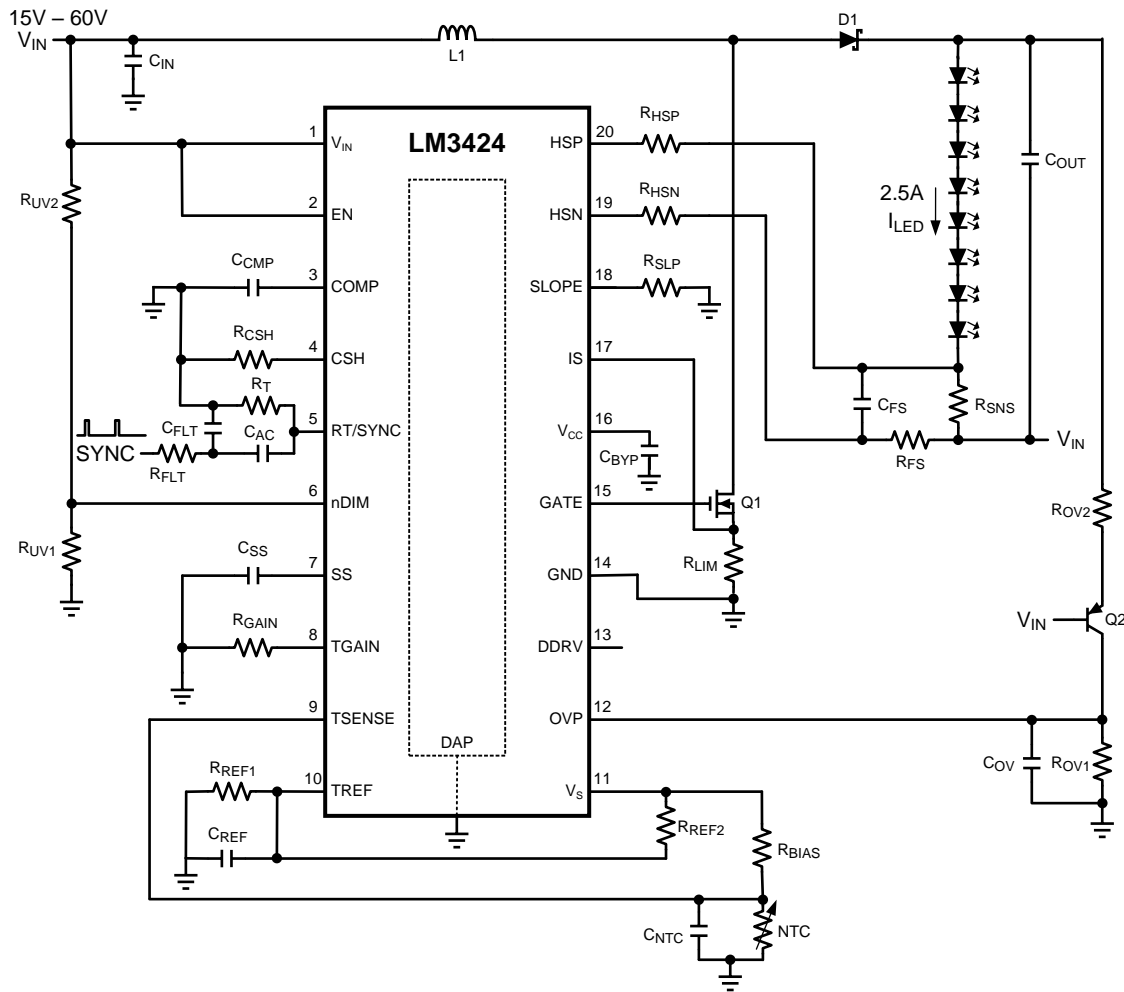 15V – 60V
VIN
D1
L1
CIN
LM3424
1 VIN
20 HSP
RHSP
COUT
RUV2
2 EN
19 HSN
RHSN
2.5A
ILED
CCMP
3 COMP
18 SLOPE
RSLP
RCSH
4 CSH
17 IS
RT
CFS
RSNS
CFLT
CAC
5 RT/SYNC
16 VCC
CBYP
RFS
VIN
SYNC
RFLT
6 nDIM
15 GATE
Q1
ROV2
RUV1
CSS
7 SS
14 GND
RLIM
RGAIN
8 TGAIN
13 DDRV
VIN
Q2
9 TSENSE
12 OVP
DAP
COV
ROV1
RREF1
10 TREF
11 VS
CREF
RREF2
RBIAS
CNTC
NTC